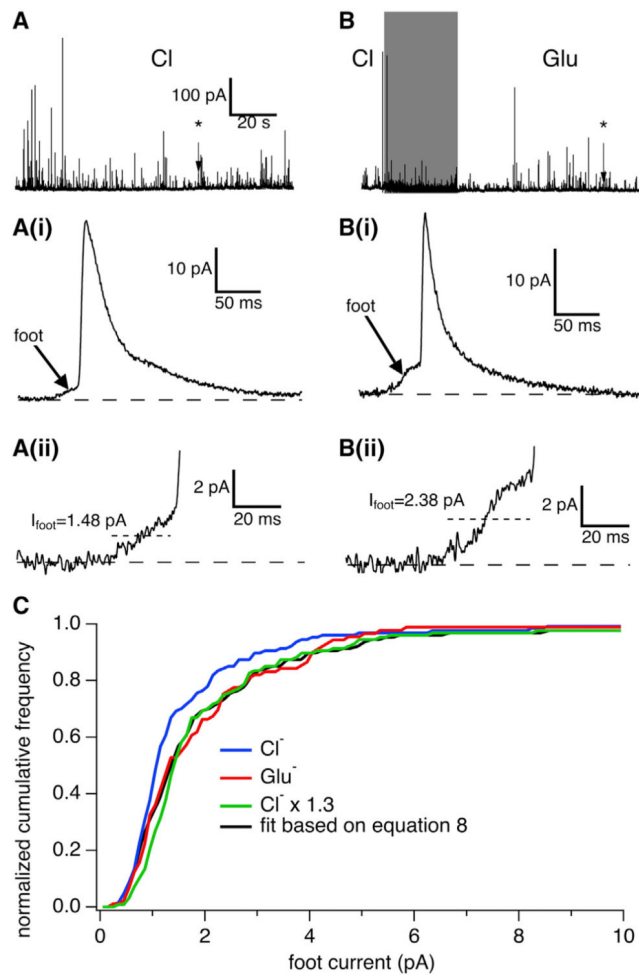 A
Cl
100 pA
20 s
*
B
Cl
Glu
*
A(i)
10 pA
50 ms
foot
B(i)
10 pA
50 ms
foot
A(ii)
2 pA
20 ms
I foot=1.48 pA
B(ii)
I foot=2.38 pA
2 pA
20 ms
C
normalized cumulative frequency
1.0
0.8
0.6
0.4
0.2
0.0
Cl-
Glu-
Cl- x 1.3
fit based on equation 8
0 2 4 6 8 10
foot current (pA)